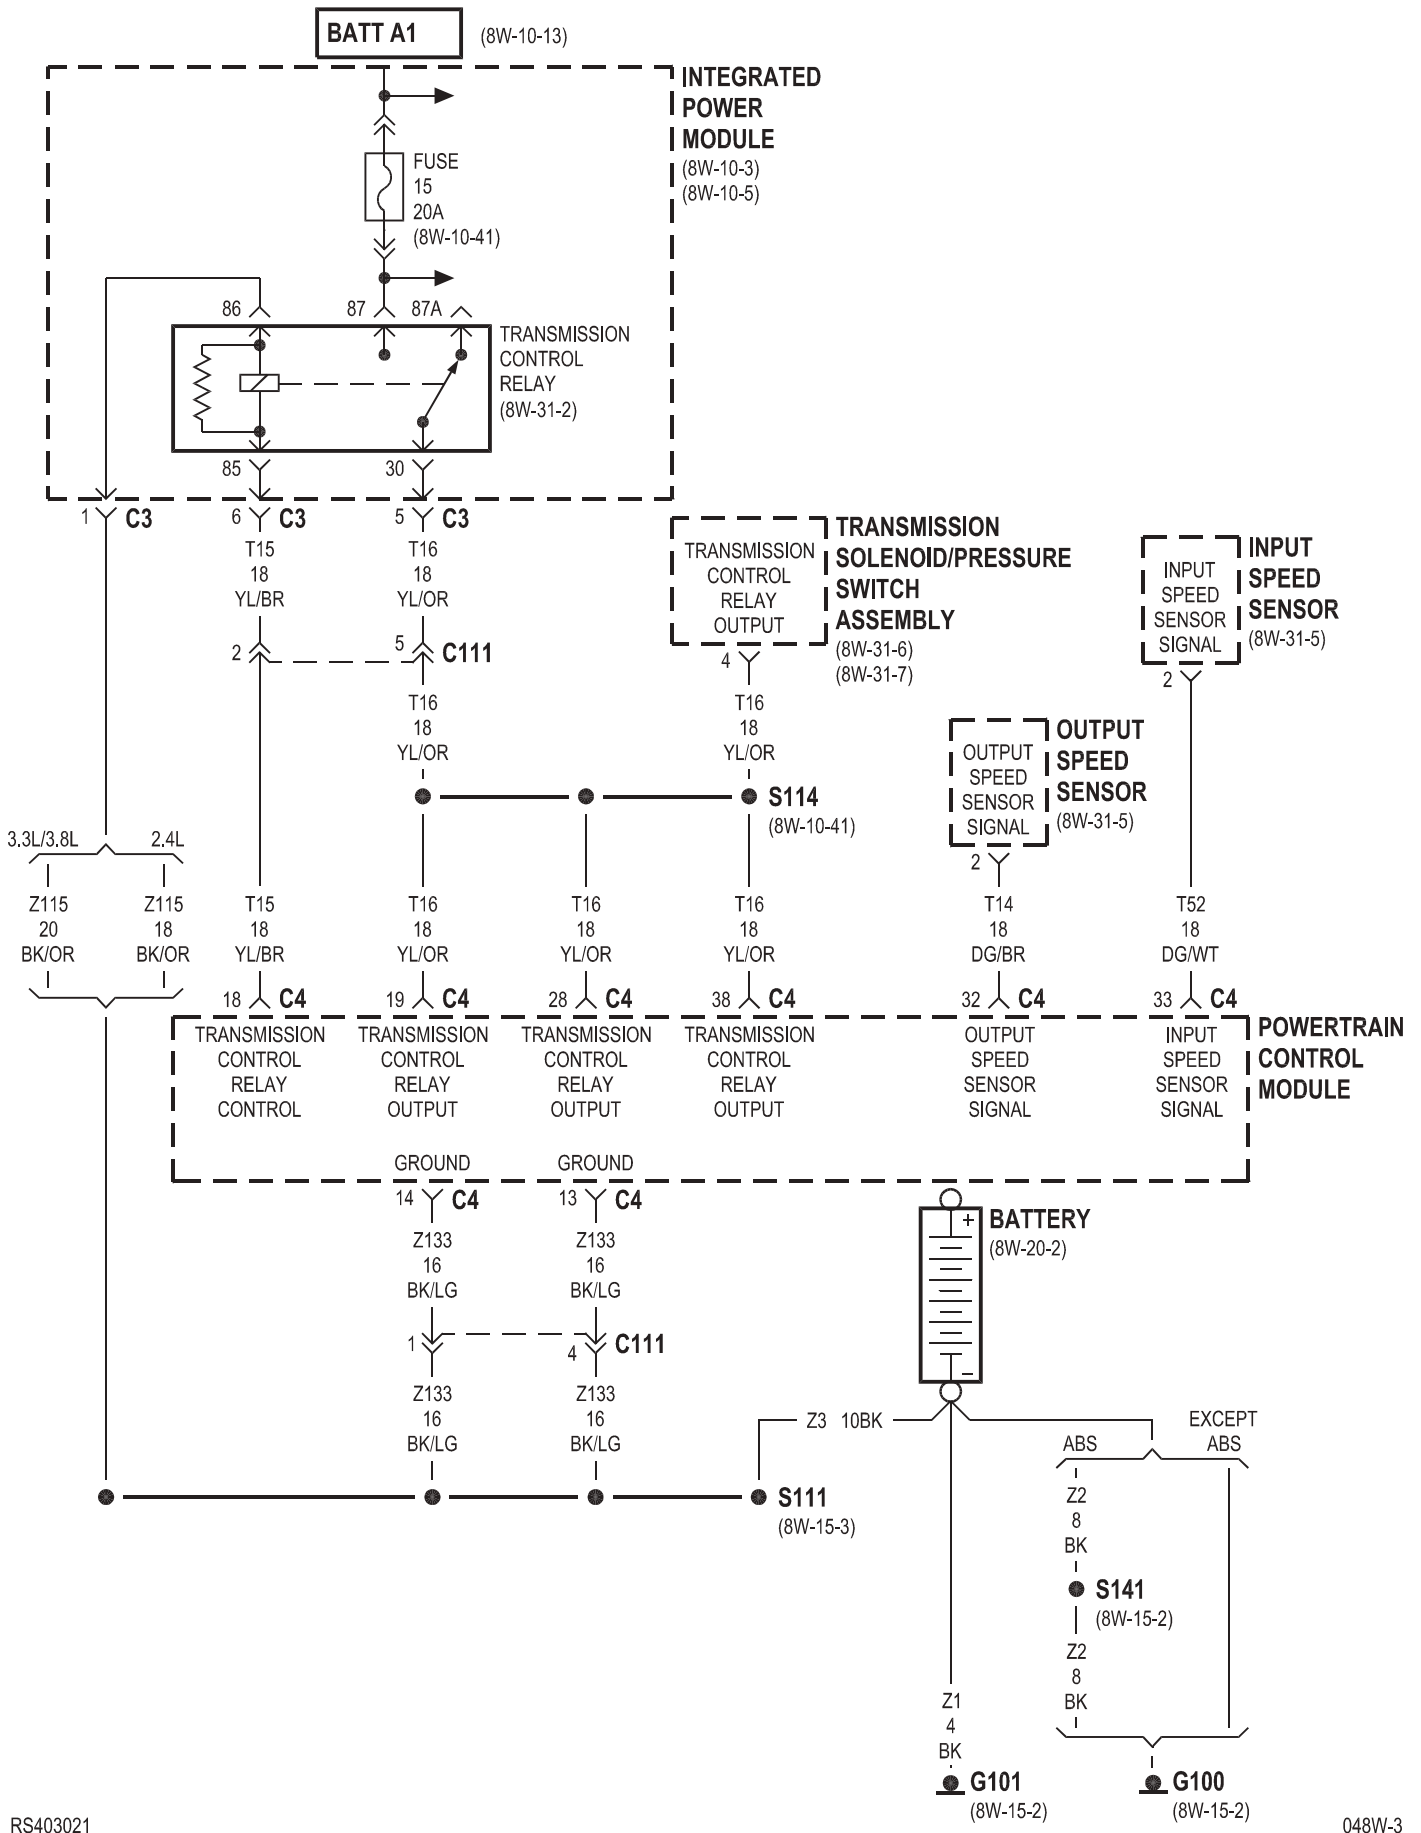 BATT A1
(8W-10-13)
INTEGRATED
POWER
MODULE
(8W-10-3)
(8W-10-5)
FUSE
15
20A
(8W-10-41)
86
87
87A
TRANSMISSION
CONTROL
RELAY
(8W-31-2)
85
30
1 C3
6 C3
5 C3
T15
18
YL/BR
T16
18
YL/OR
2
5
C111
TRANSMISSION
CONTROL
RELAY
OUTPUT
TRANSMISSION
SOLENOID/PRESSURE
SWITCH
ASSEMBLY
(8W-31-6)
(8W-31-7)
4
INPUT
SPEED
SENSOR
SIGNAL
INPUT
SPEED
SENSOR
(8W-31-5)
2
T16
18
YL/OR
T16
18
YL/OR
S114
(8W-10-41)
OUTPUT
SPEED
SENSOR
SIGNAL
OUTPUT
SPEED
SENSOR
(8W-31-5)
2
3.3L/3.8L
2.4L
Z115
20
BK/OR
Z115
18
BK/OR
T15
18
YL/BR
T16
18
YL/OR
T16
18
YL/OR
T16
18
YL/OR
T14
18
DG/BR
T52
18
DG/WT
18 C4
19 C4
28 C4
38 C4
32 C4
33 C4
TRANSMISSION
CONTROL
RELAY
CONTROL
TRANSMISSION
CONTROL
RELAY
OUTPUT
TRANSMISSION
CONTROL
RELAY
OUTPUT
TRANSMISSION
CONTROL
RELAY
OUTPUT
OUTPUT
SPEED
SENSOR
SIGNAL
INPUT
SPEED
SENSOR
SIGNAL
POWERTRAIN
CONTROL
MODULE
GROUND
GROUND
14 C4
13 C4
Z133
16
BK/LG
Z133
16
BK/LG
1
4
C111
Z133
16
BK/LG
Z133
16
BK/LG
+
BATTERY
(8W-20-2)
−
Z3 10BK
S111
(8W-15-3)
ABS
EXCEPT
ABS
Z2
8
BK
S141
(8W-15-2)
Z2
8
BK
Z1
4
BK
G101
(8W-15-2)
G100
(8W-15-2)
RS403021
048W-3